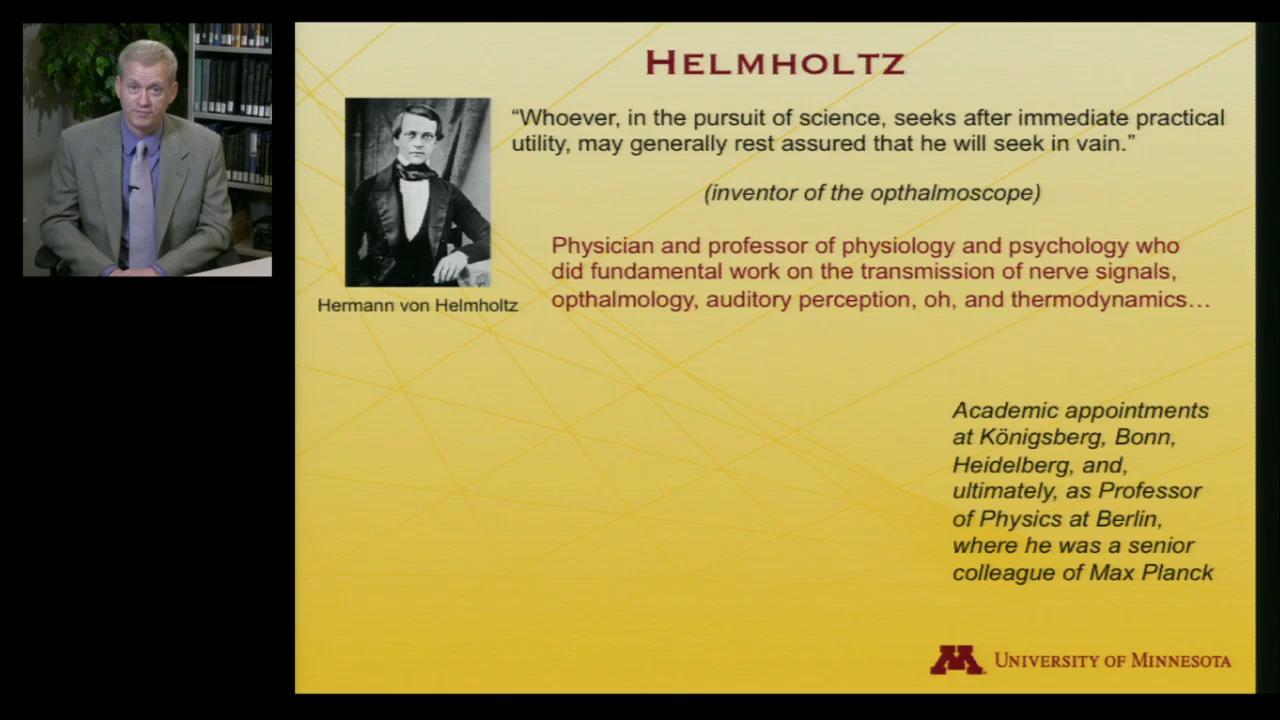 HELMHOLTZ
“Whoever, in the pursuit of science, seeks after immediate practical
utility, may generally rest assured that he will seek in vain.”
(inventor of the opthalmoscope)
Physician and professor of physiology and psychology who
did fundamental work on the transmission of nerve signals,
opthalmology, auditory perception, oh, and thermodynamics…
Hermann von Helmholtz
Academic appointments
at Königsberg, Bonn,
Heidelberg, and,
ultimately, as Professor
of Physics at Berlin,
where he was a senior
colleague of Max Planck
M UNIVERSITY OF MINNESOTA